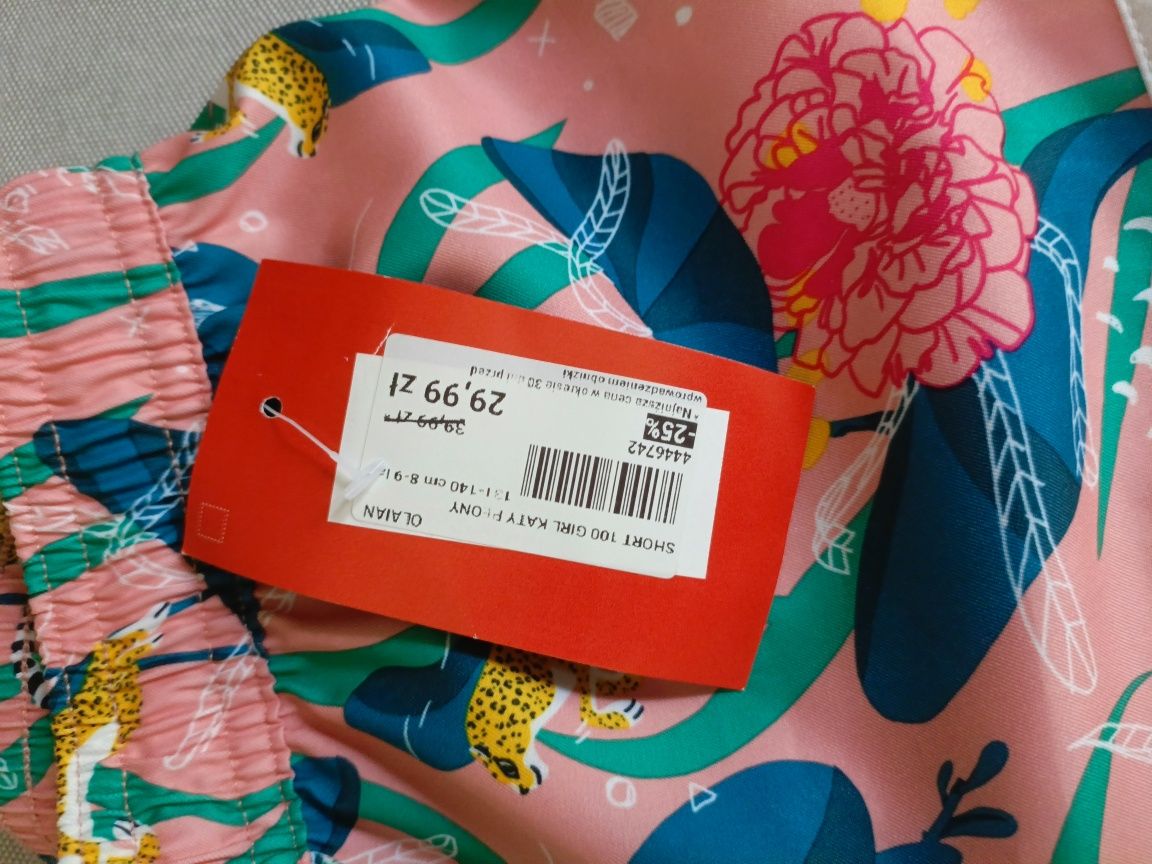 SHORT 100 GIRL KATY PEONY
OLAIAN
131-140 cm 8-9 l
4446742
-25%
39,99 zł
29,99 zł
* Najniższa cena w okresie 30 dni przed
wprowadzeniem obniżki